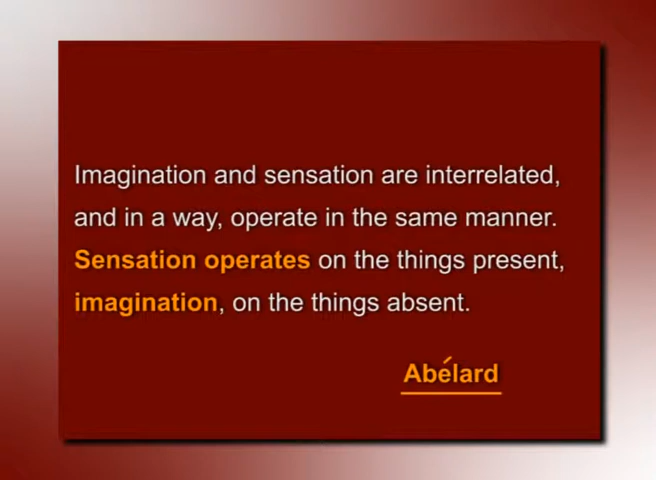 Imagination and sensation are interrelated,
and in a way, operate in the same manner.
Sensation operates on the things present,
imagination, on the things absent.
Abélard